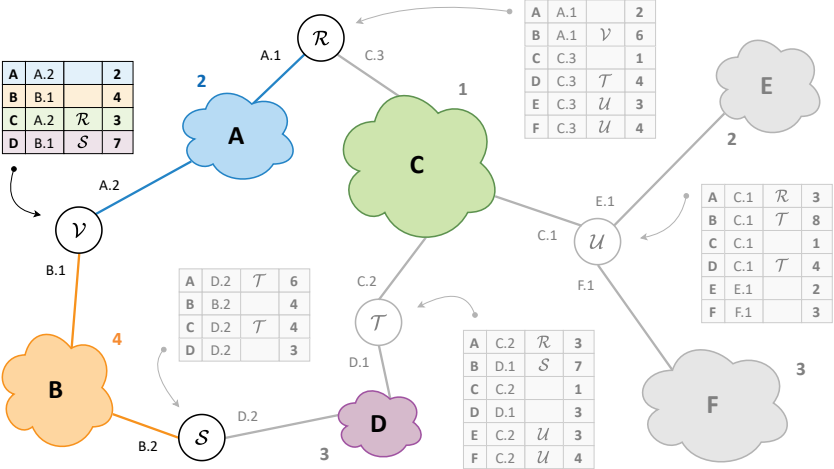 R
A.1
C.3
A A.1 2
B A.1 V 6
C C.3 1
D C.3 T 4
E C.3 U 3
F C.3 U 4
A A.2 2
B B.1 4
C A.2 R 3
D B.1 S 7
2
A
1
C
E
2
A.2
V
B.1
E.1
C.1
U
F.1
A C.1 R 3
B C.1 T 8
C C.1 1
D C.1 T 4
E E.1 2
F F.1 3
A D.2 T 6
B B.2 4
C D.2 T 4
D D.2 3
C.2
T
D.1
A C.2 R 3
B D.1 S 7
C C.2 1
D D.1 3
E C.2 U 3
F C.2 U 4
4
B
B.2
S
D.2
D
3
F
3